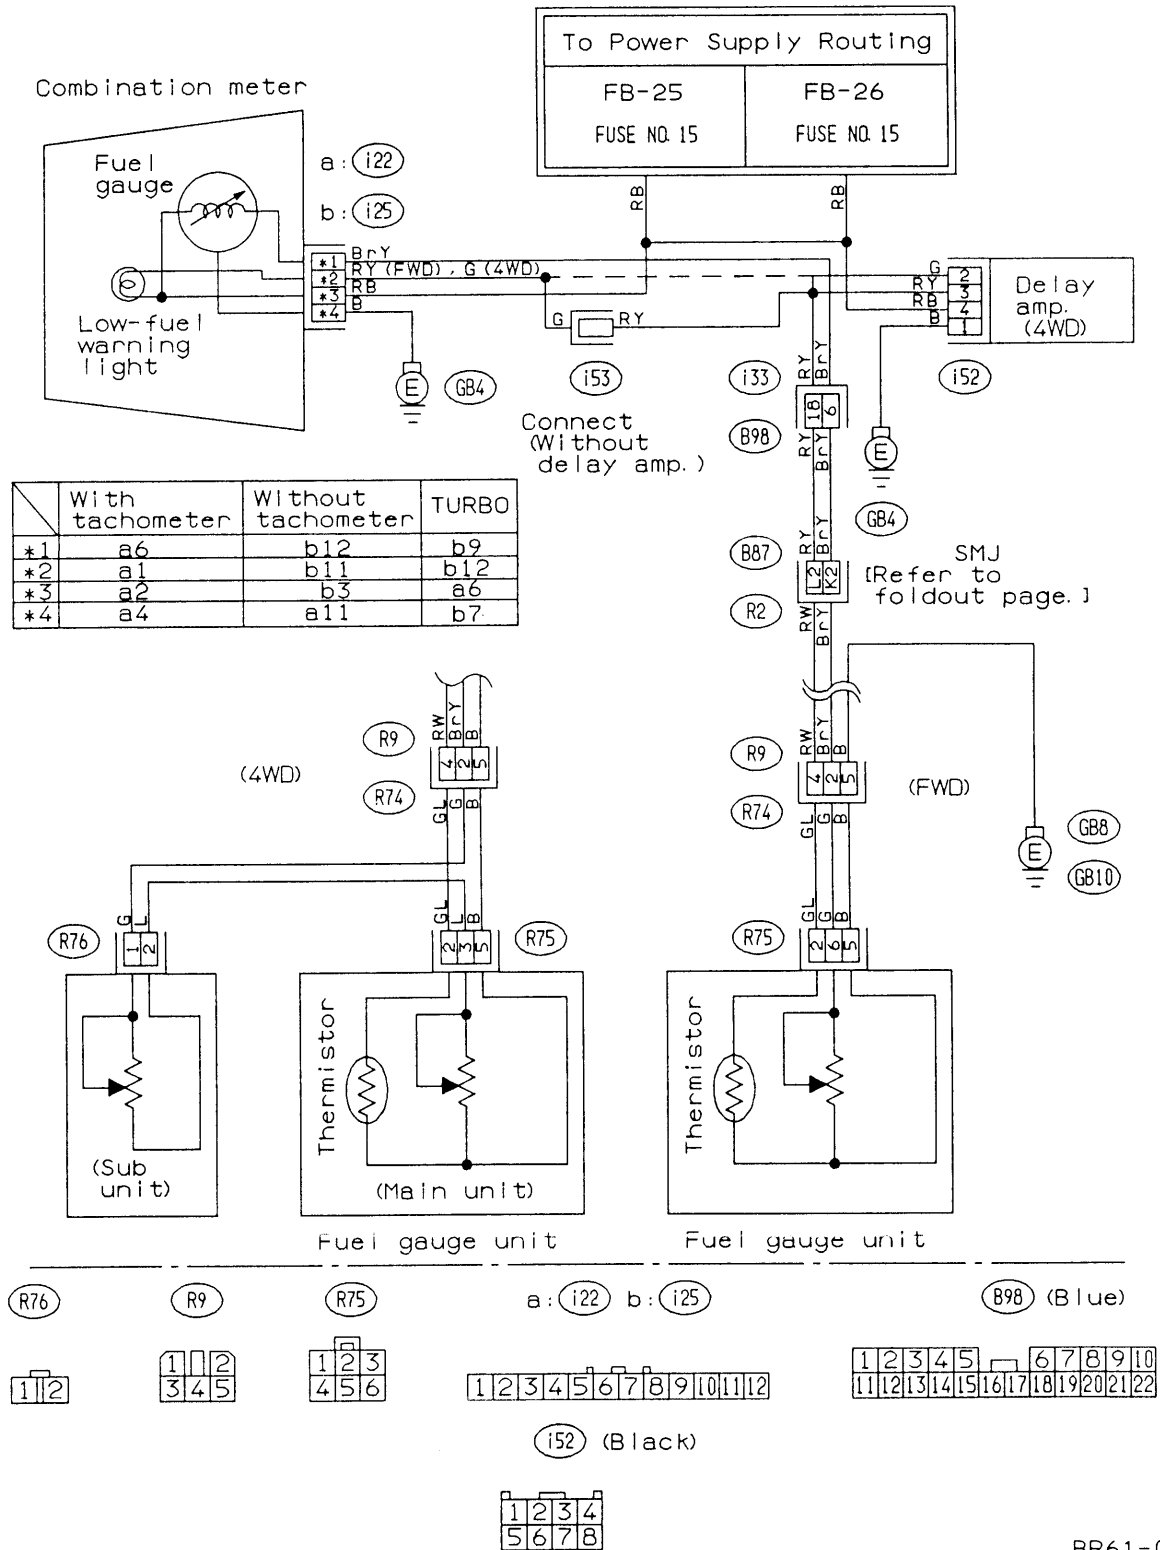 To Power Supply Routing
FB-25
FB-26
FUSE NO. 15
FUSE NO. 15
Combination meter
Fuel
gauge
a: i22
b: i25
RB
RB
*1
*2
*3
*4
BrY
RY (FWD), G (4WD)
RB
B
Low-fuel
warning
light
E
GB4
G
RY
i53
Connect
(Without
delay amp.)
G
RY
RB
B
2
3
4
1
Delay
amp.
(4WD)
i52
RY
BrY
i33
18
6
B98
RY
BrY
E
GB4
With
tachometer
Without
tachometer
TURBO
*1 a6 b12 b9
*2 a1 b11 b12
*3 a2 b3 a6
*4 a4 a11 b7
RY
BrY
B87
L2
K2
R2
RW
BrY
SMJ
[Refer to
foldout page.]
RW
BrY
B
R9
4
2
5
R74
GL
G
B
(4WD)
RW
BrY
B
R9
4
2
5
R74
GL
G
B
(FWD)
E
GB8
GB10
G
L
R76
1
2
GL
L
B
2
3
5
R75
GL
G
B
R75
2
6
5
Thermistor
Thermistor
(Sub
unit)
(Main unit)
Fuel gauge unit
Fuel gauge unit
R76
R9
R75
a: i22 b: i25
B98 (Blue)
1 2
1 2
3 4 5
1 2 3
4 5 6
1 2 3 4 5 6 7 8 9 10 11 12
1 2 3 4 5 6 7 8 9 10
11 12 13 14 15 16 17 18 19 20 21 22
i52 (Black)
1 2 3 4
5 6 7 8